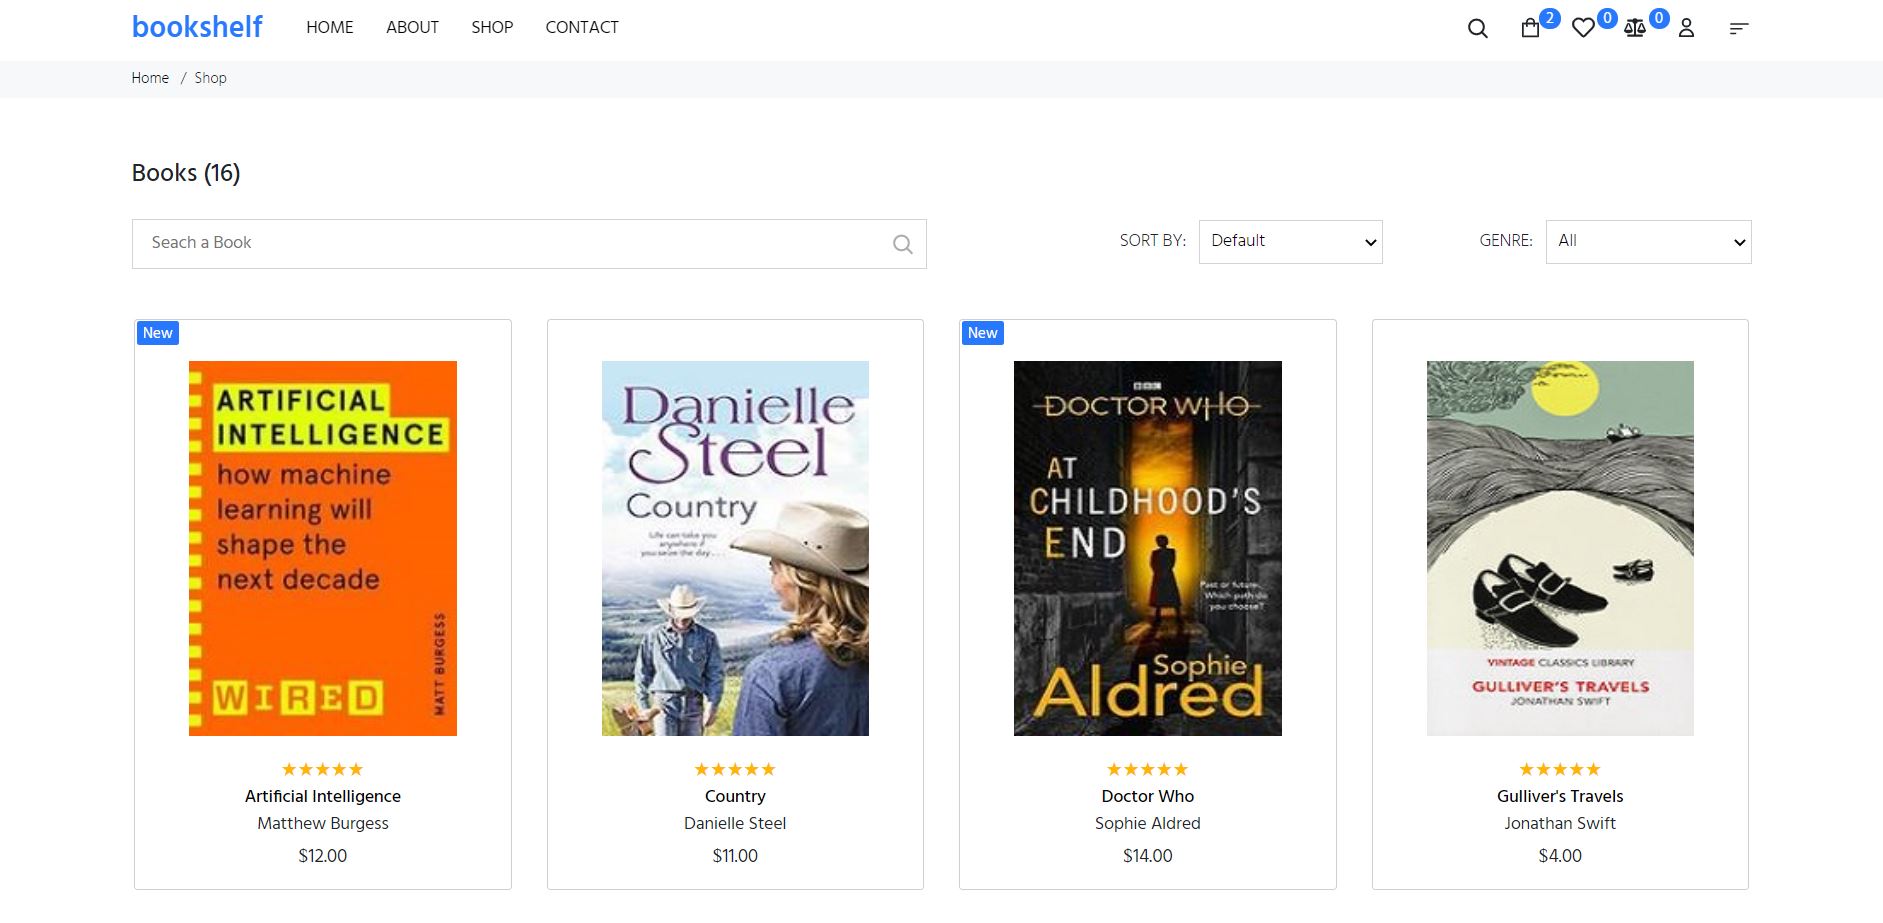 bookshelf HOME ABOUT SHOP CONTACT 2 0 0
Home / Shop
Books (16)
Seach a Book SORT BY: Default GENRE: All
New
ARTIFICIAL
INTELLIGENCE
how machine
learning will
shape the
next decade
MATT BURGESS
WIRED
★★★★★
Artificial Intelligence
Matthew Burgess
$12.00
Danielle
Steel
Country
Life can take you
anywhere if
you seize the day....
★★★★★
Country
Danielle Steel
$11.00
New
BBC
DOCTOR WHO
AT
CHILDHOOD'S
END
Past or future...
Which path do
you choose?
Sophie
Aldred
★★★★★
Doctor Who
Sophie Aldred
$14.00
VINTAGE CLASSICS LIBRARY
GULLIVER'S TRAVELS
JONATHAN SWIFT
★★★★★
Gulliver's Travels
Jonathan Swift
$4.00